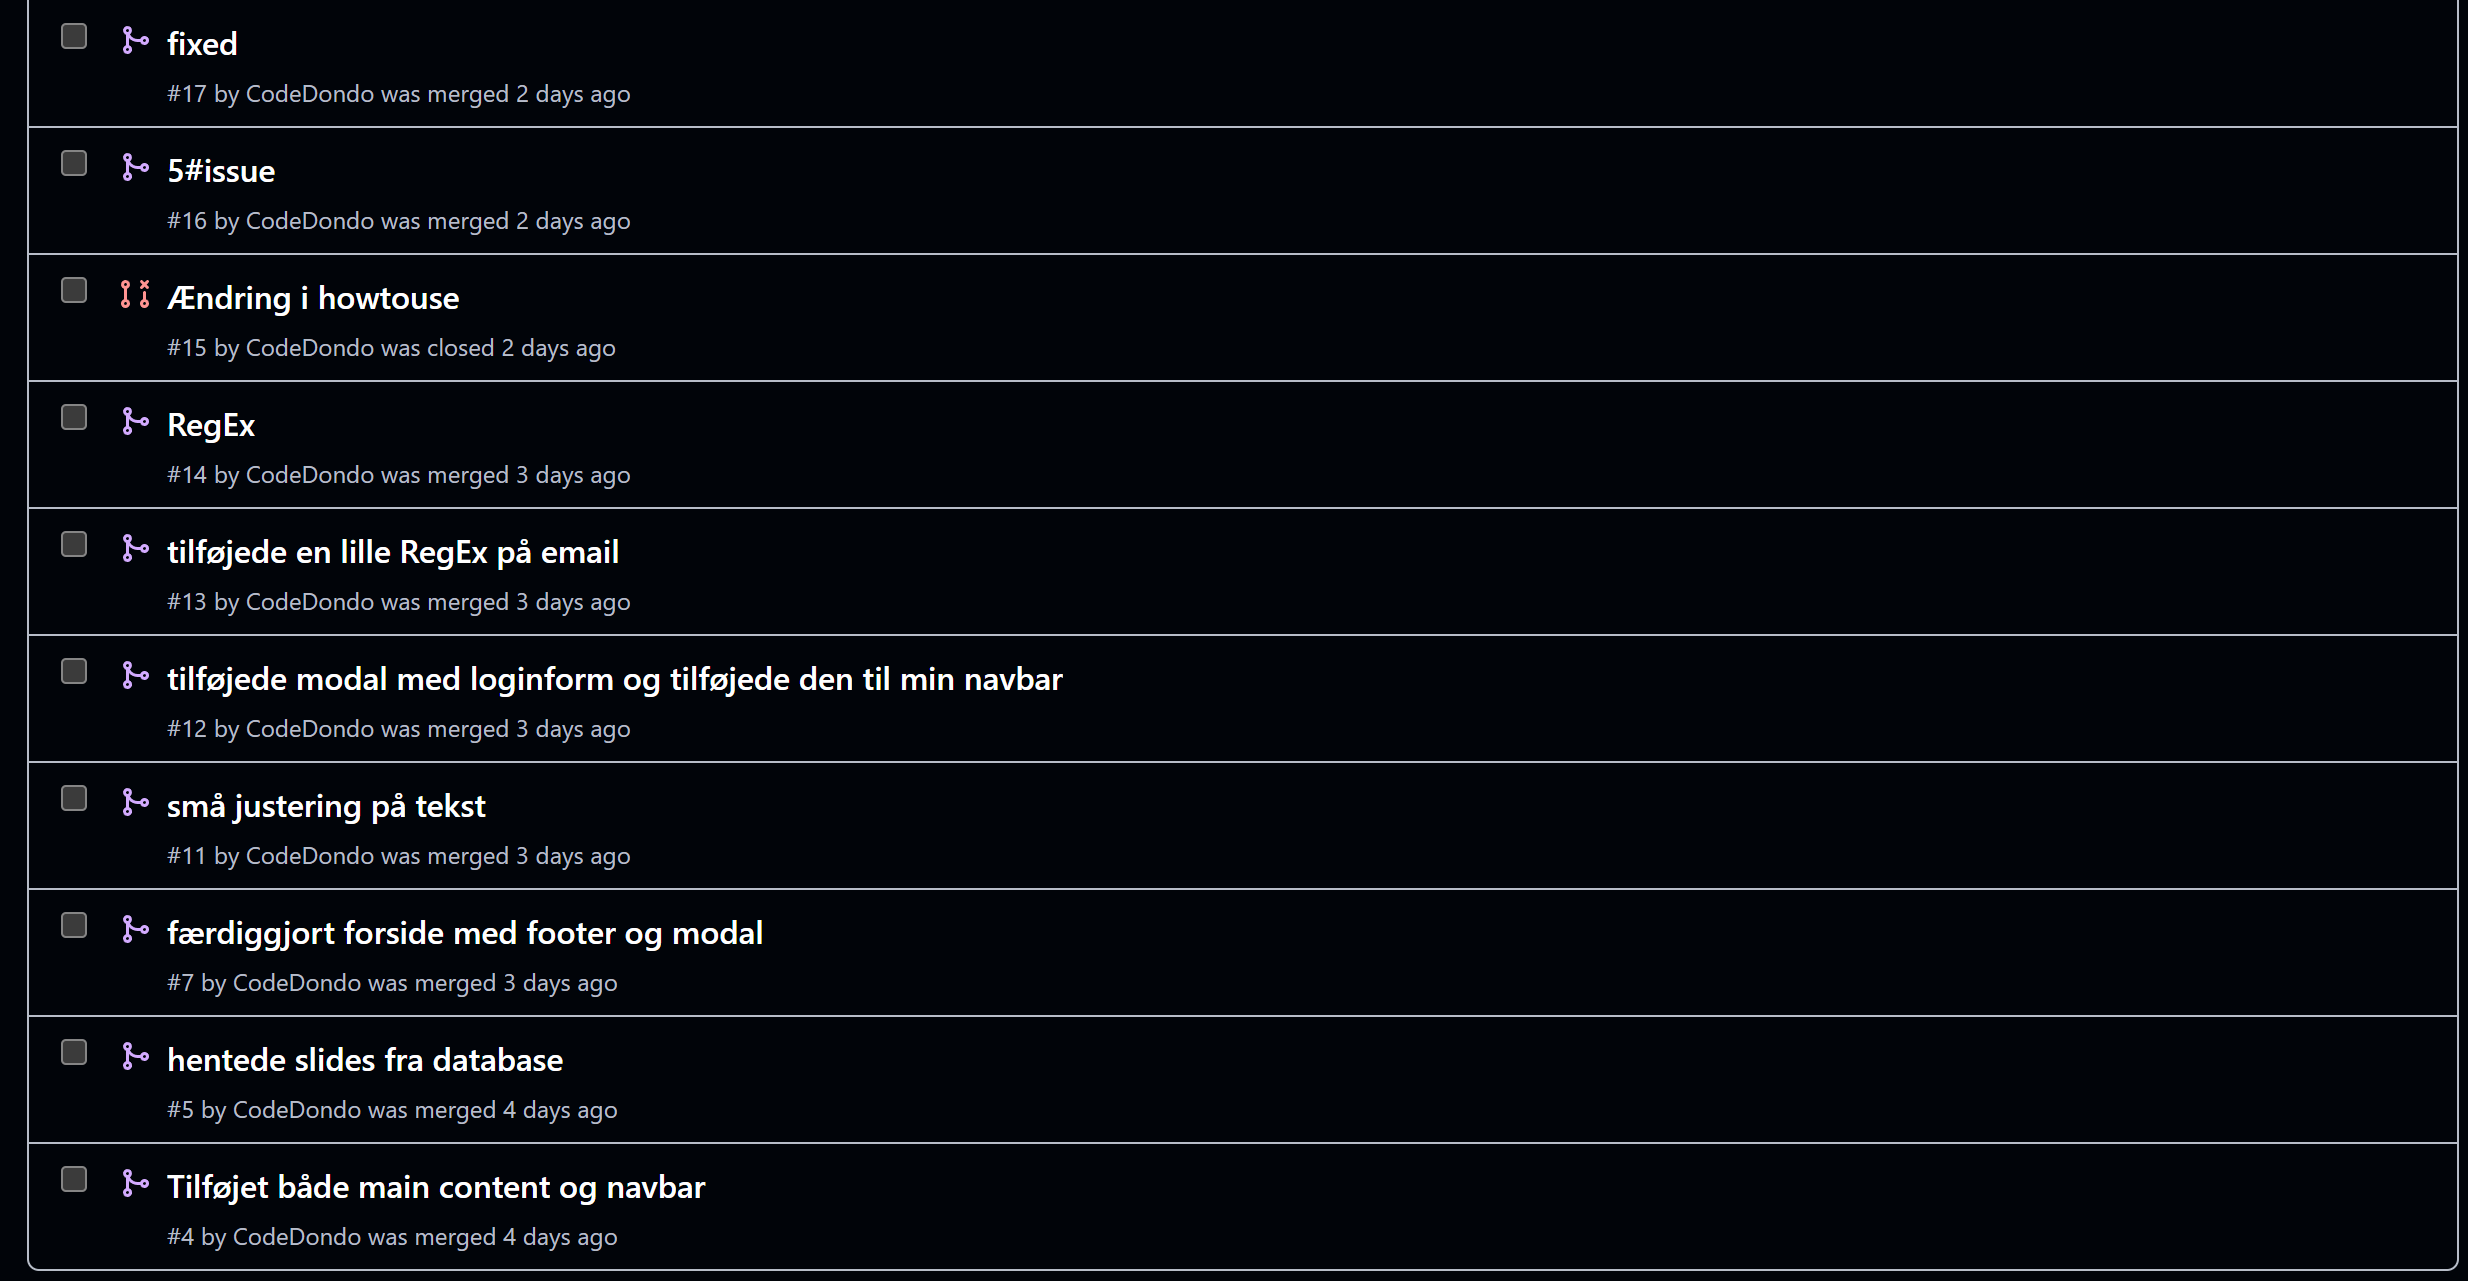 fixed
#17 by CodeDondo was merged 2 days ago
5#issue
#16 by CodeDondo was merged 2 days ago
Ændring i howtouse
#15 by CodeDondo was closed 2 days ago
RegEx
#14 by CodeDondo was merged 3 days ago
tilføjede en lille RegEx på email
#13 by CodeDondo was merged 3 days ago
tilføjede modal med loginform og tilføjede den til min navbar
#12 by CodeDondo was merged 3 days ago
små justering på tekst
#11 by CodeDondo was merged 3 days ago
færdiggjort forside med footer og modal
#7 by CodeDondo was merged 3 days ago
hentede slides fra database
#5 by CodeDondo was merged 4 days ago
Tilføjet både main content og navbar
#4 by CodeDondo was merged 4 days ago